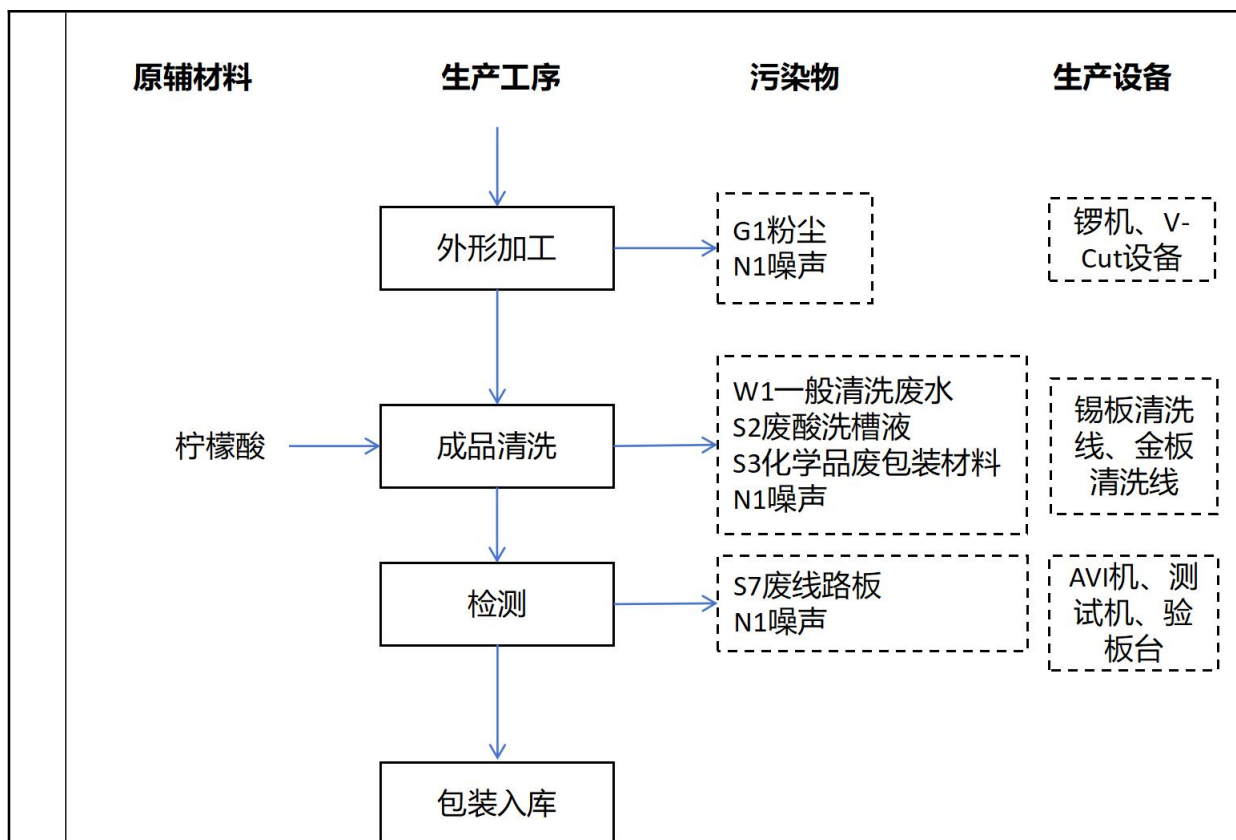 原辅材料 生产工序 污染物 生产设备
外形加工
G1粉尘
N1噪声
锣机、V-
Cut设备
柠檬酸
成品清洗
W1一般清洗废水
S2废酸洗槽液
S3化学品废包装材料
N1噪声
锡板清洗
线、金板
清洗线
检测
S7废线路板
N1噪声
AVI机、测
试机、验
板台
包装入库